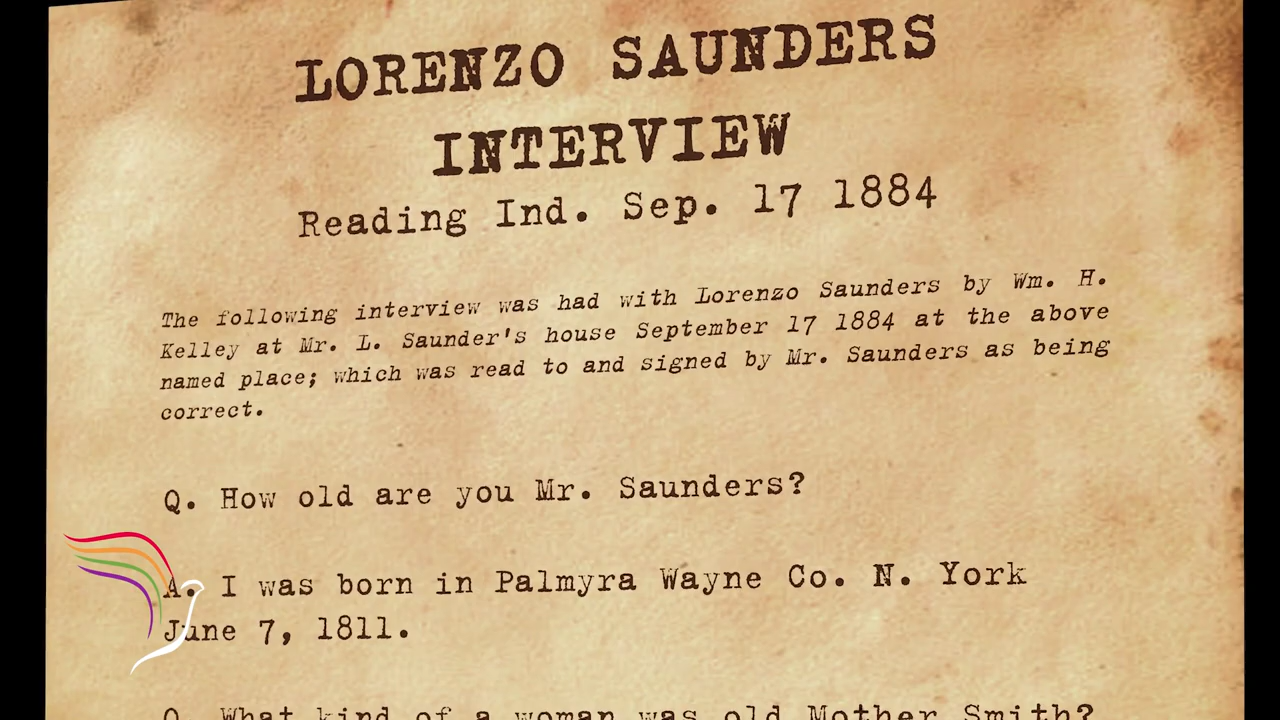 LORENZO SAUNDERS
INTERVIEW
Reading Ind. Sep. 17 1884
The following interview was had with Lorenzo Saunders by Wm. H.
Kelley at Mr. L. Saunder's house September 17 1884 at the above
named place; which was read to and signed by Mr. Saunders as being
correct.
Q. How old are you Mr. Saunders?
A. I was born in Palmyra Wayne Co. N. York
June 7, 1811.
Q. What kind of a woman was old Mother Smith?